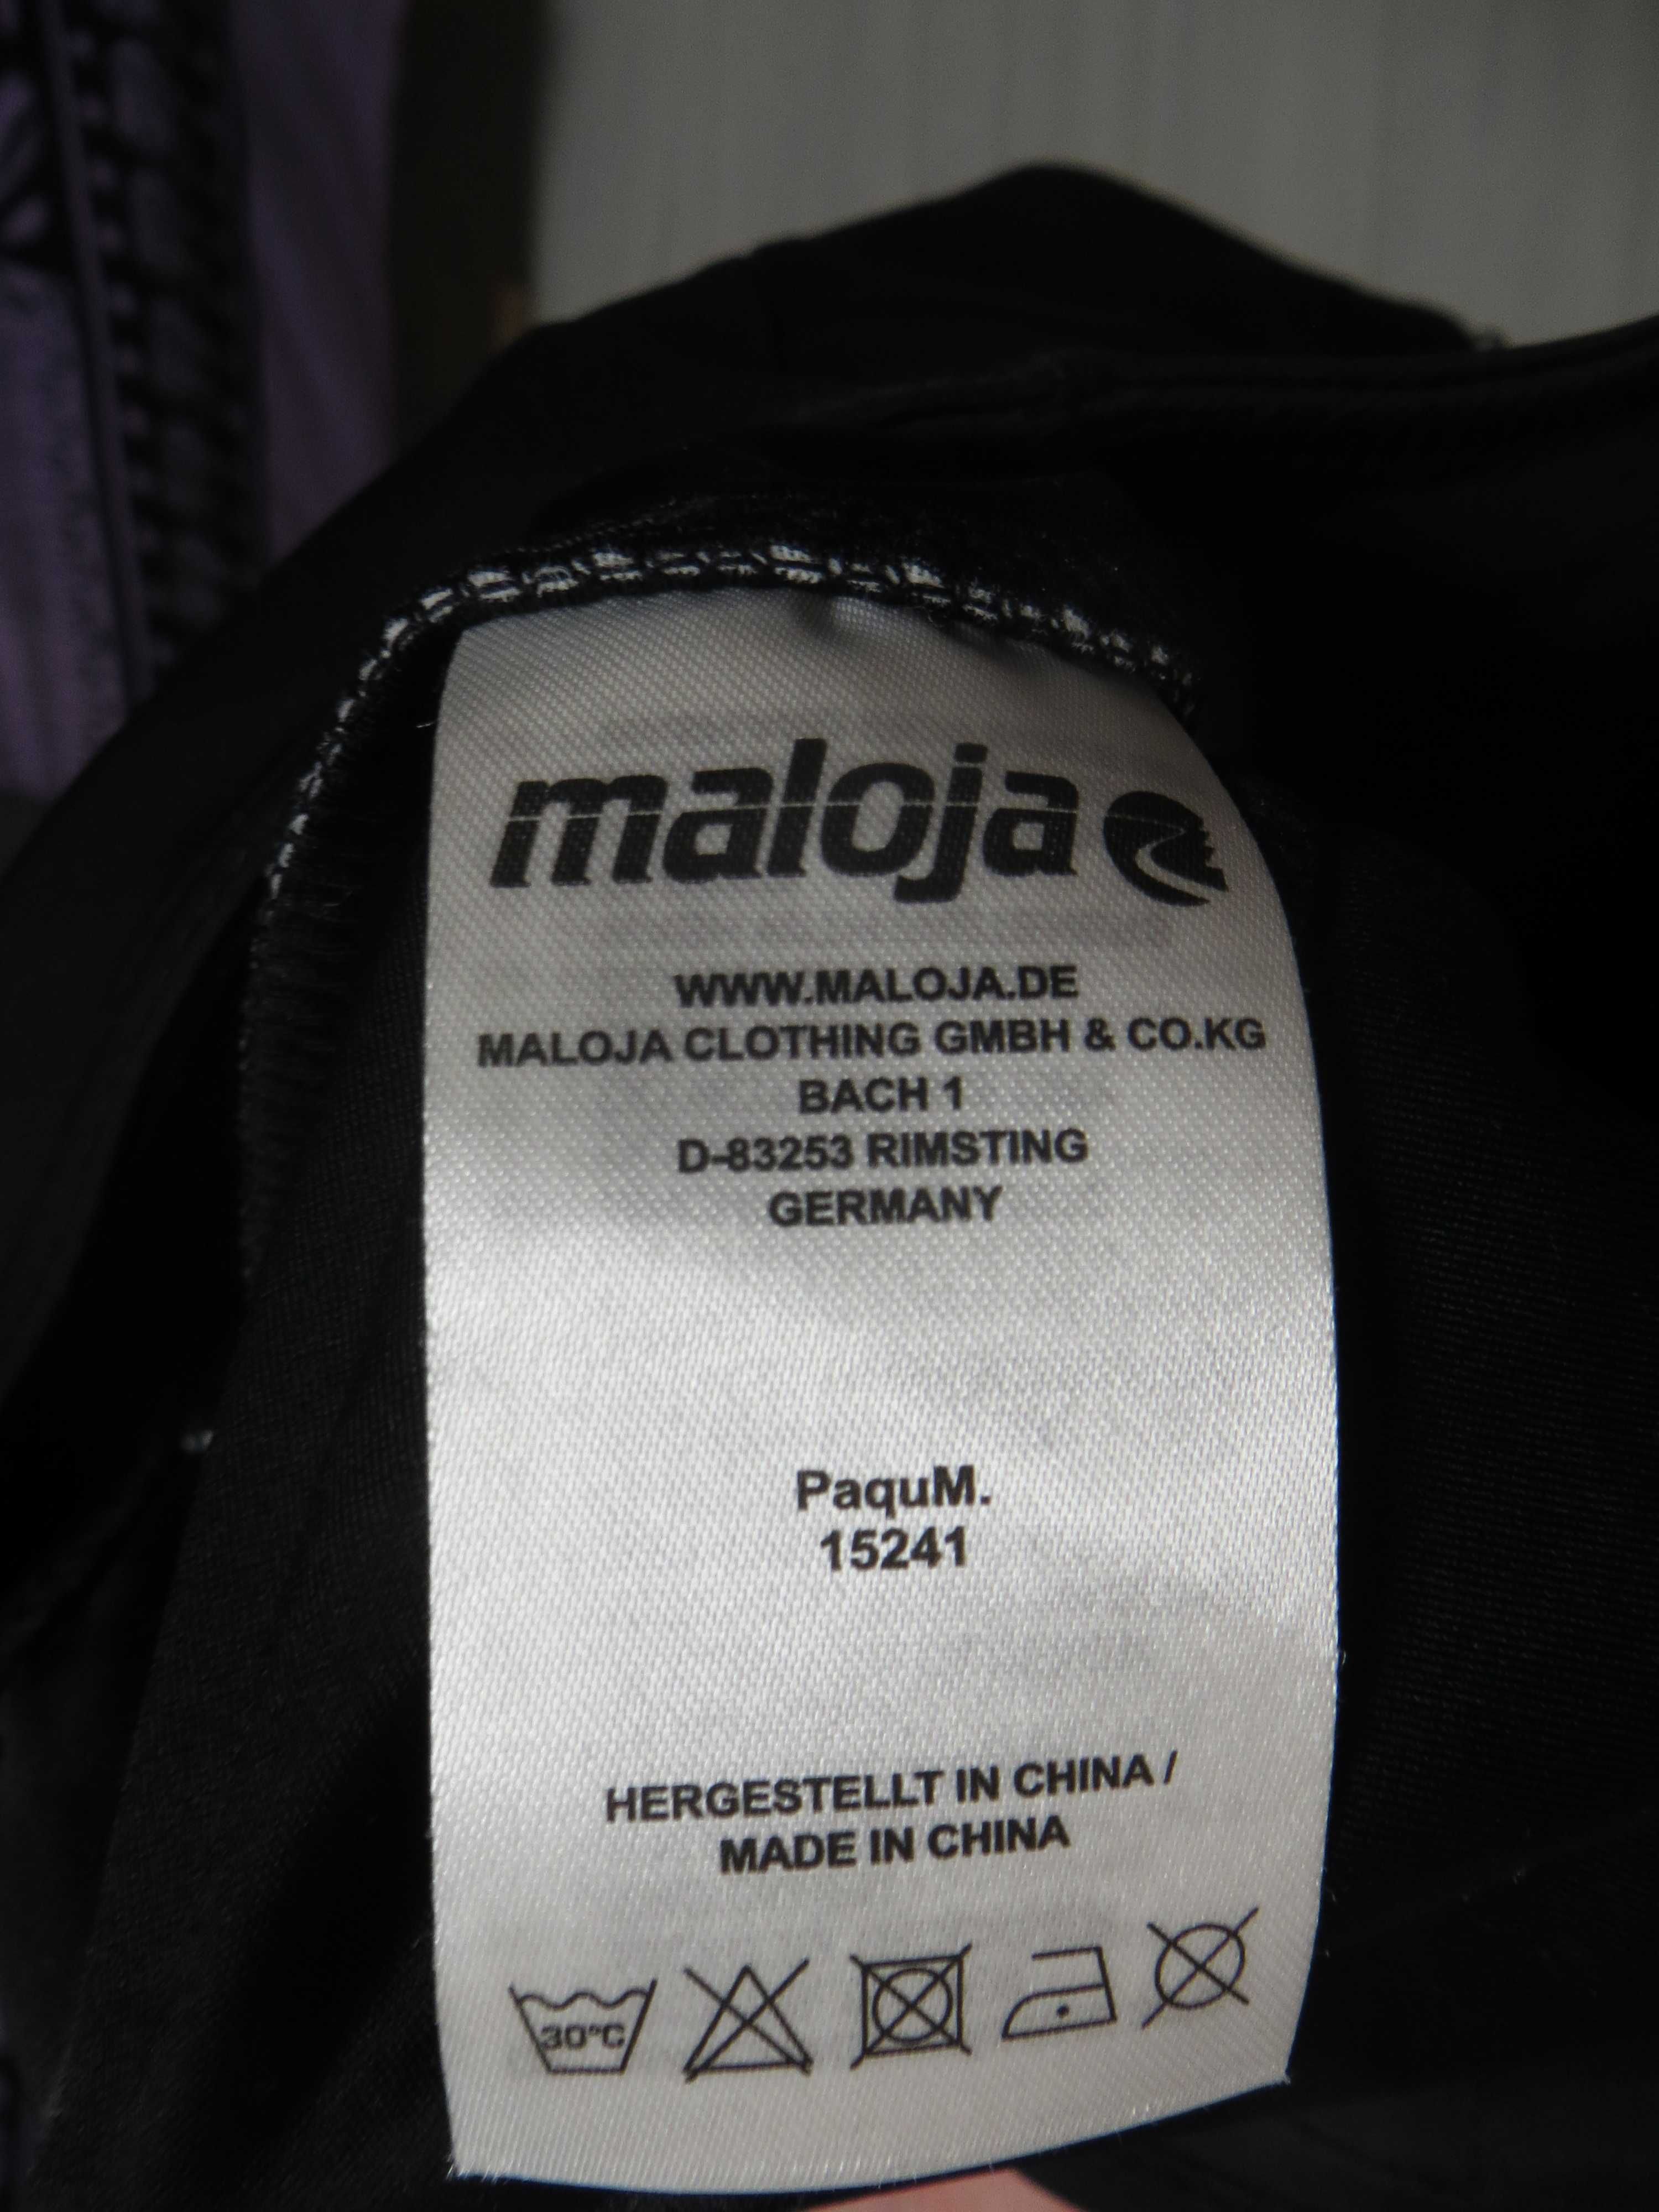 maloja
WWW.MALOJA.DE
MALOJA CLOTHING GMBH & CO.KG
BACH 1
D-83253 RIMSTING
GERMANY
PaquM.
15241
HERGESTELLT IN CHINA /
MADE IN CHINA
30°C